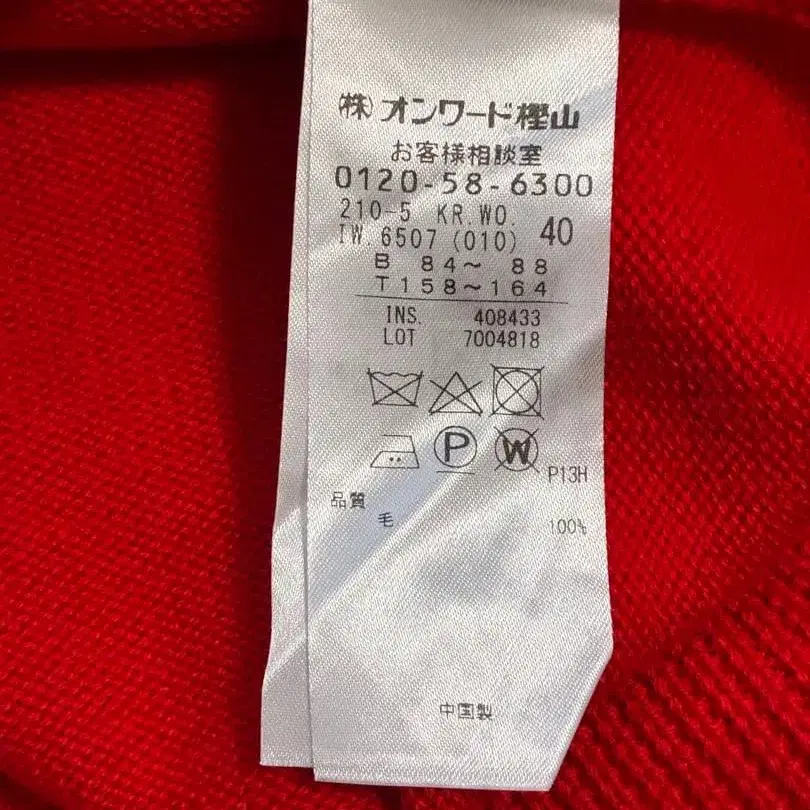 (株)オンワード樫山
お客様相談室
0120-58-6300
210-5 KR.WO.
IW.6507(010) 40
B 84～ 88
T158～164
INS. 408433
LOT 7004818
P W
P13H
品質
毛 100%
中国製